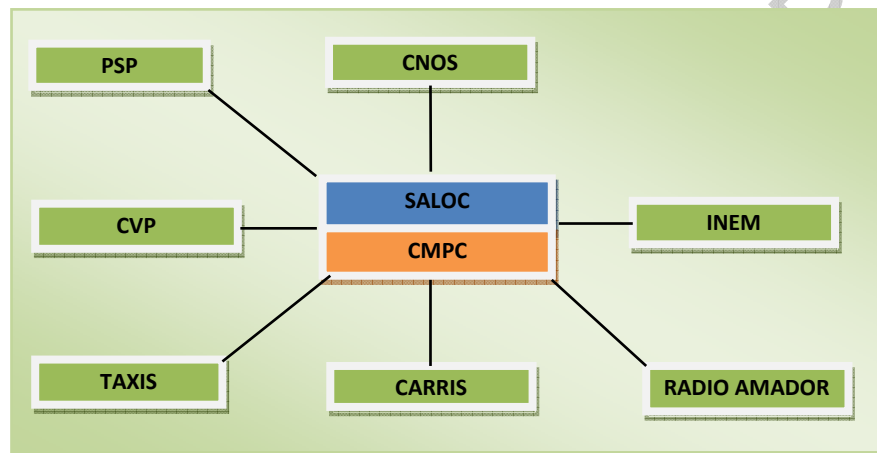 PSP
CNOS
SALOC
CVP
INEM
CMPC
TAXIS
CARRIS
RADIO AMADOR